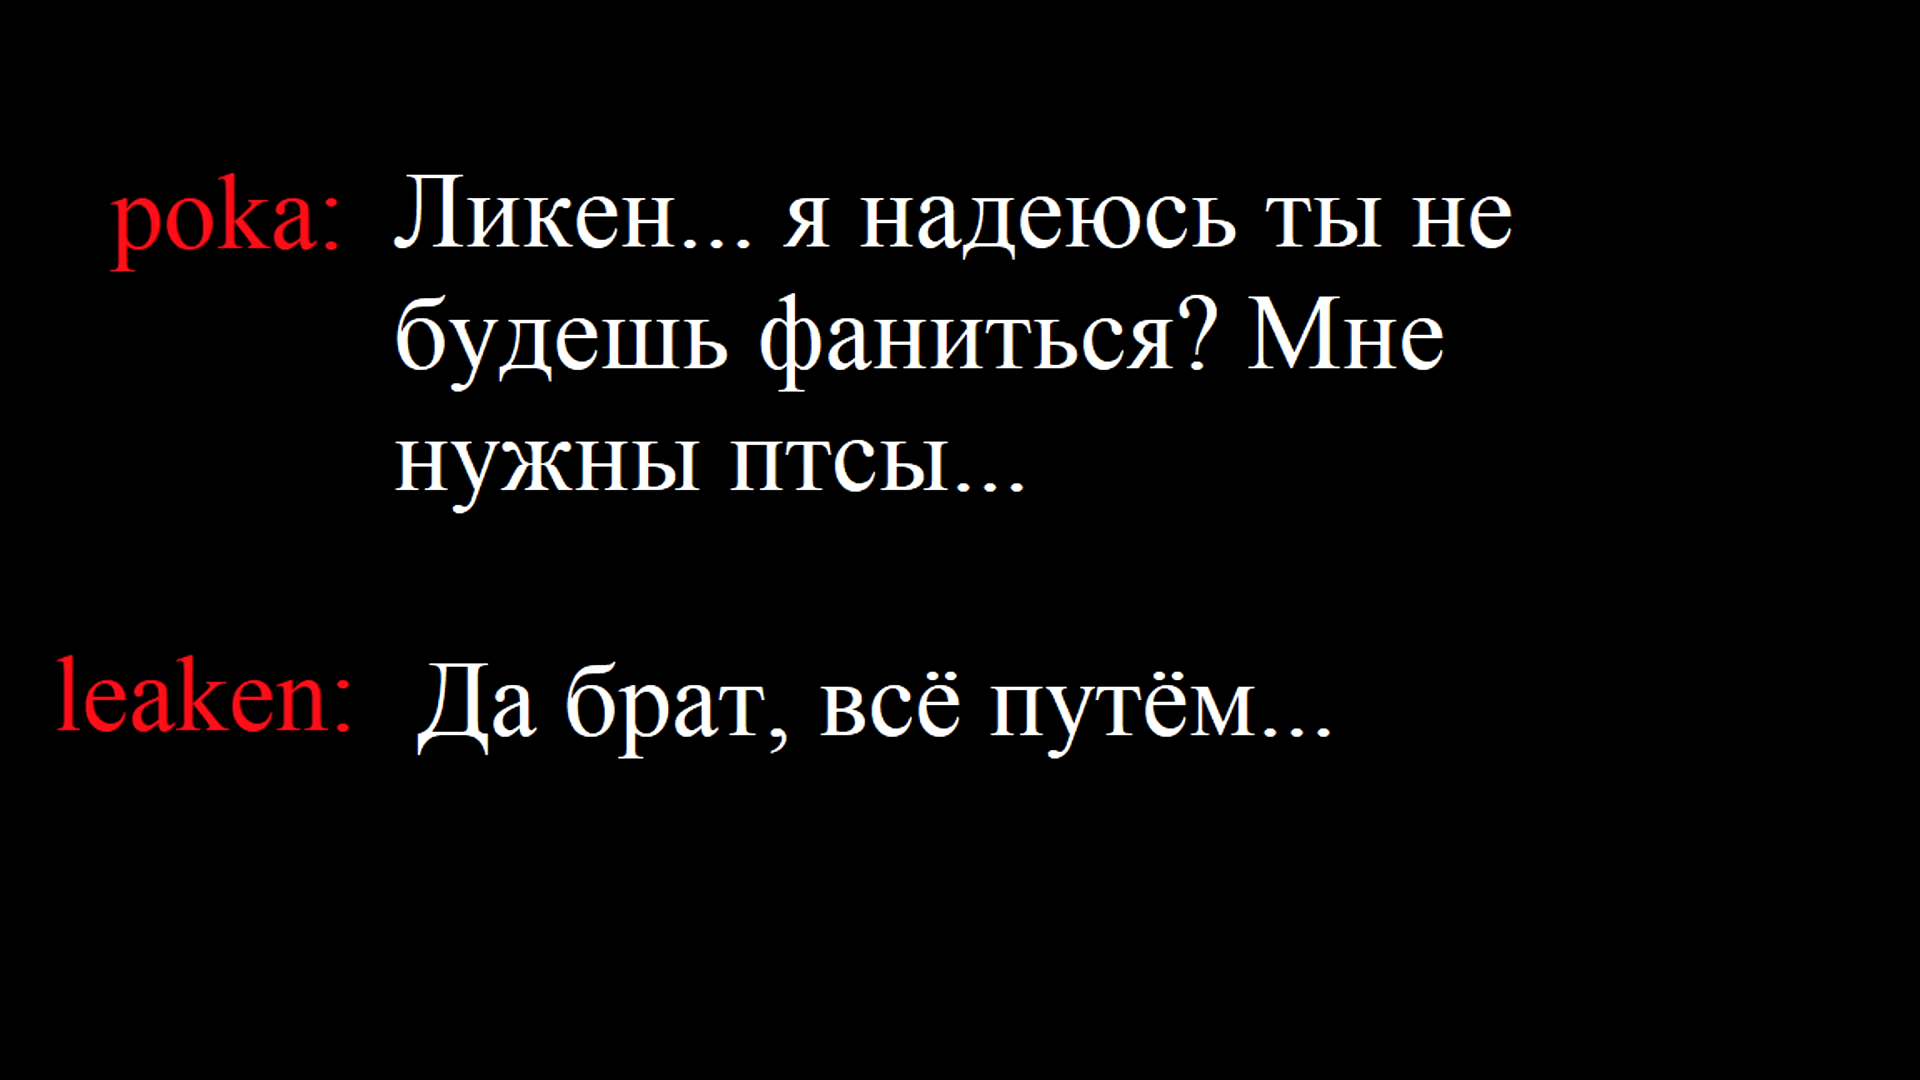 poka: Ликен... я надеюсь ты не
будешь фаниться? Мне
нужны птсы...
leaken: Да брат, всё путём...